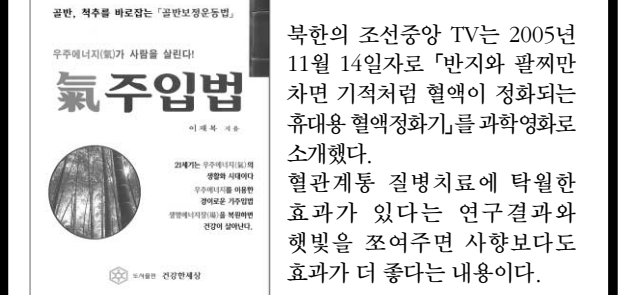 골반, 척추를 바로잡는 「골반보정운동법」
우주에너지(氣)가 사람을 살린다!
氣주입법
이 재 복 지음
21세기는 우주에너지(氣)의
생활화 시대이다
우주에너지를 이용한
경이로운 기주입법
생명에너지장(場)을 복원하면
건강이 살아난다.
도서출판 건강한세상
북한의 조선중앙 TV는 2005년
11월 14일자로 「반지와 팔찌만
차면 기적처럼 혈액이 정화되는
휴대용 혈액정화기」를 과학영화로
소개했다.
혈관계통 질병치료에 탁월한
효과가 있다는 연구결과와
햇빛을 쪼여주면 사향보다도
효과가 더 좋다는 내용이다.